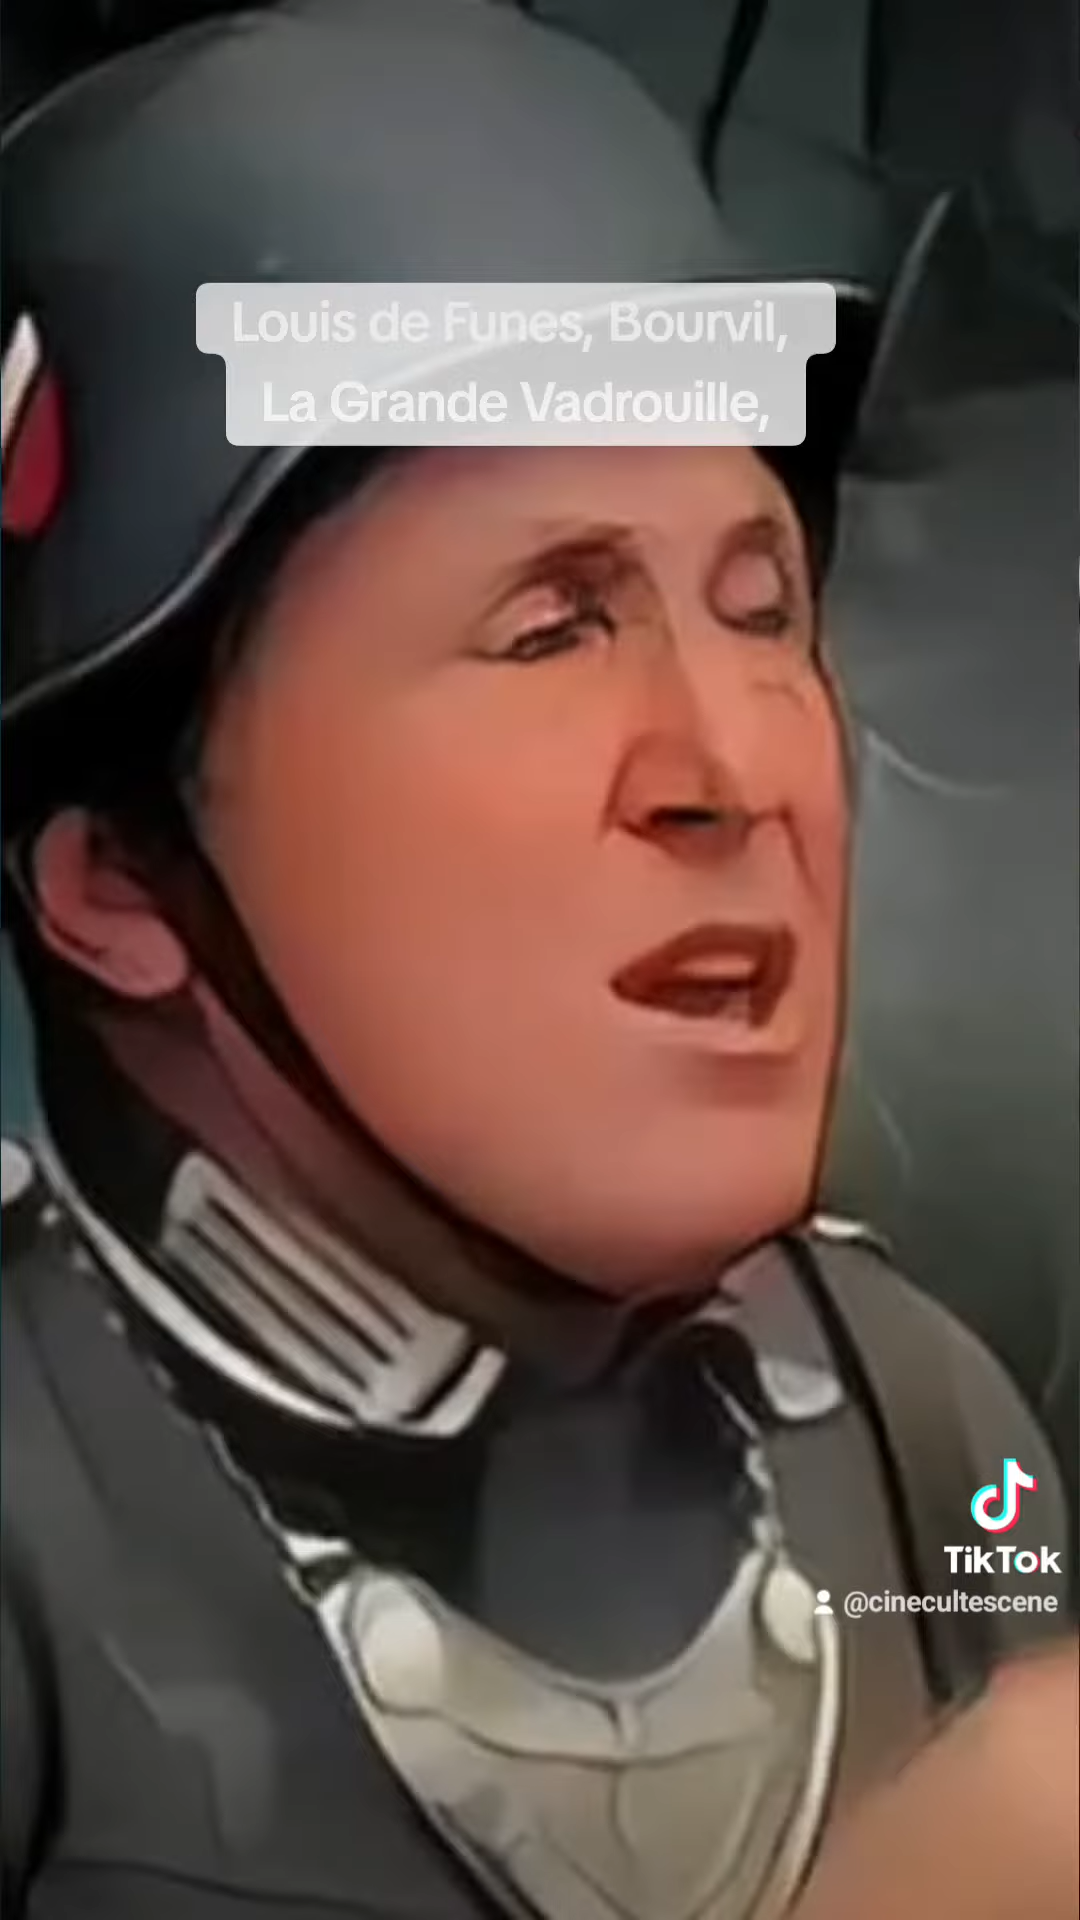 Louis de Funes, Bourvil,
La Grande Vadrouille,
TikTok
@cinecultescene